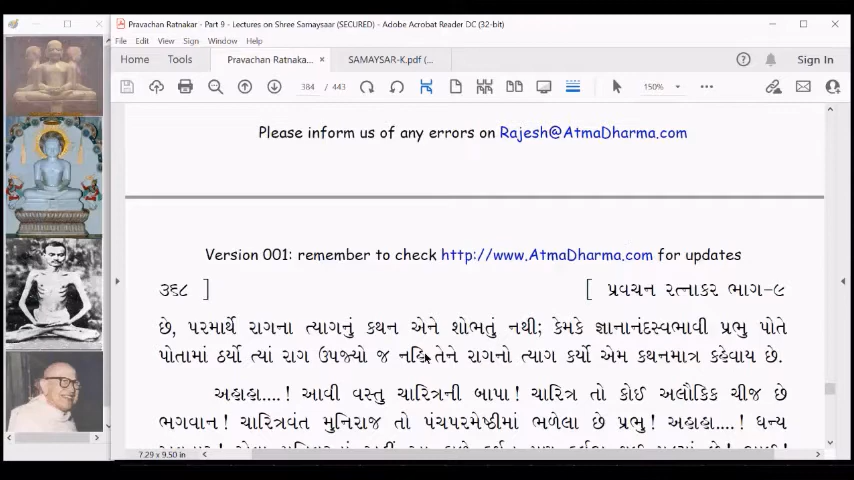 Pravachan Ratnakar - Part 9 - Lectures on Shree Samaysaar (SECURED) - Adobe Acrobat Reader DC (32-bit)
File Edit View Sign Window Help
Home Tools Pravachan Ratnaka... × SAMAYSAR-K.pdf (... Sign In
384 / 443 150%
Please inform us of any errors on Rajesh@AtmaDharma.com
Version 001: remember to check http://www.AtmaDharma.com for updates
૩૬૮ ] [ પ્રવચન રત્નાકર ભાગ-૯
છે, પરમાર્થે રાગના ત્યાગનું કથન એને શોભતું નથી; કેમકે જ્ઞાનાનંદસ્વભાવી પ્રભુ પોતે
પોતામાં ઠર્યો ત્યાં રાગ ઉપજ્યો જ નહિ તેને રાગનો ત્યાગ કર્યો એમ કથનમાત્ર કહેવાય છે.
અહાહા....! આવી વસ્તુ ચારિત્રની બાપા! ચારિત્ર તો કોઈ અલૌકિક ચીજ છે
ભગવાન! ચારિત્રવંત મુનિરાજ તો પંચપરમેષ્ઠીમાં ભળેલા છે પ્રભુ! અહાહા....! ધન્ય
7.29 x 9.50 in